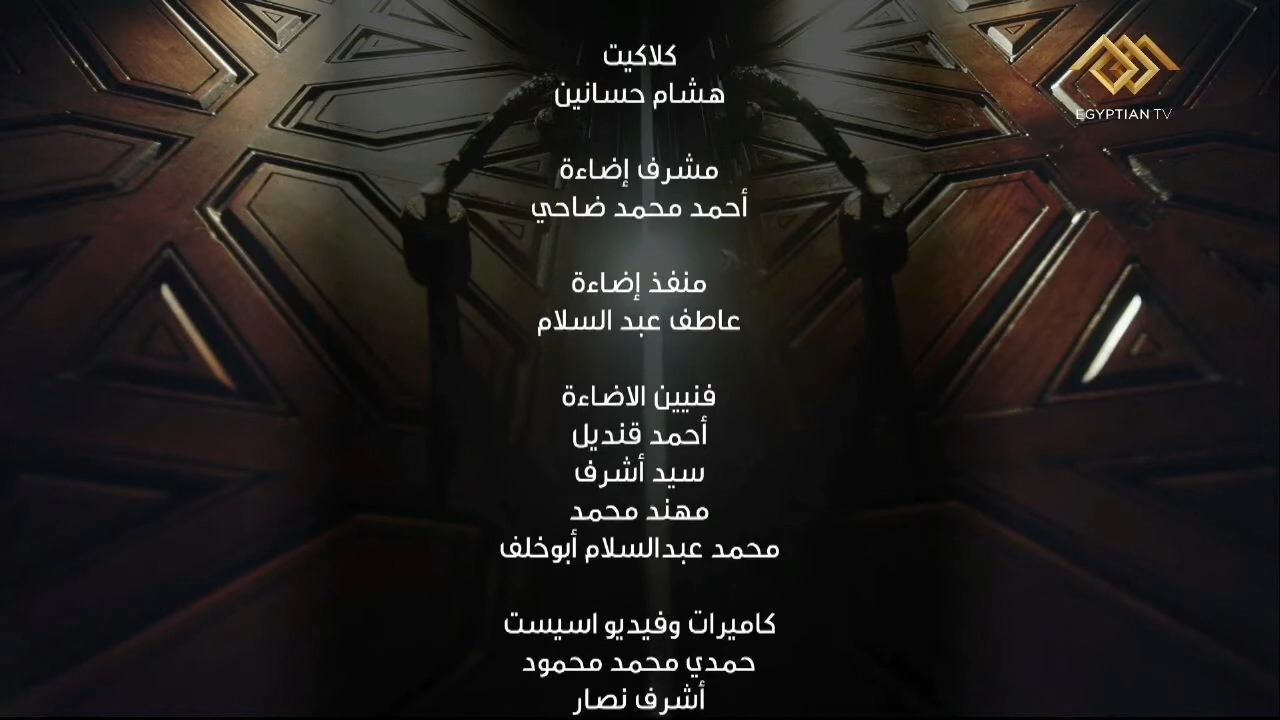 كلاكيت
هشام حسانين
EGYPTIAN TV
مشرف إضاءة
أحمد محمد ضاحي
منفذ إضاءة
عاطف عبد السلام
فنيين الاضاءة
أحمد قنديل
سيد أشرف
مهند محمد
محمد عبدالسلام أبوخلف
كاميرات وفيديو اسيست
حمدي محمد محمود
أشرف نصار